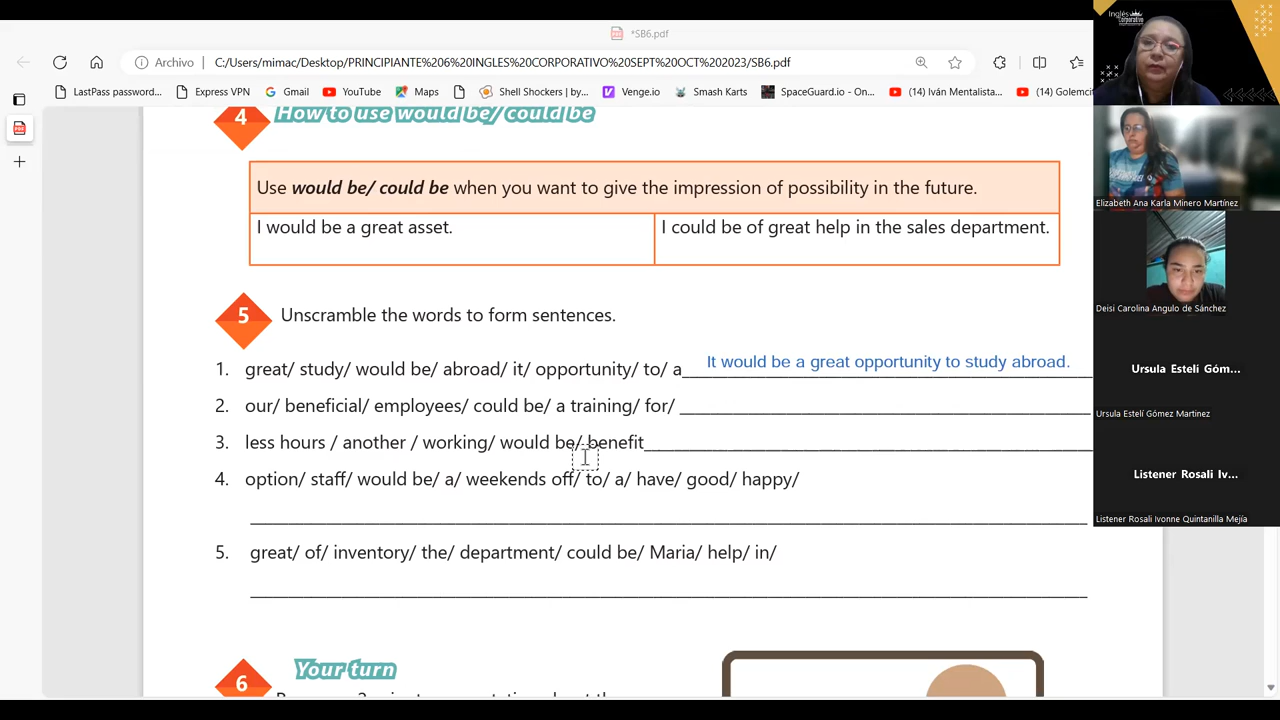 *SB6.pdf
Archivo
C:/Users/mimac/Desktop/PRINCIPIANTE%206%20INGLES%20CORPORATIVO%20SEPT%20OCT%202023/SB6.pdf
LastPass password... Express VPN Gmail YouTube Maps Shell Shockers | by... Venge.io Smash Karts SpaceGuard.io - On... (14) Iván Mentalista... (14) Golemcit
4 How to use would be/ could be
Use would be/ could be when you want to give the impression of possibility in the future.
I would be a great asset.
I could be of great help in the sales department.
5 Unscramble the words to form sentences.
1. great/ study/ would be/ abroad/ it/ opportunity/ to/ a It would be a great opportunity to study abroad.
2. our/ beneficial/ employees/ could be/ a training/ for/
3. less hours / another / working/ would be/ benefit
4. option/ staff/ would be/ a/ weekends off/ to/ a/ have/ good/ happy/
5. great/ of/ inventory/ the/ department/ could be/ Maria/ help/ in/
6 Your turn
Inglés
Corporativo
Elizabeth Ana Karla Minero Martínez
Deisi Carolina Angulo de Sánchez
Ursula Estelí Góm...
Ursula Estelí Gómez Martínez
Listener Rosali Iv...
Listener Rosali Ivonne Quintanilla Mejía